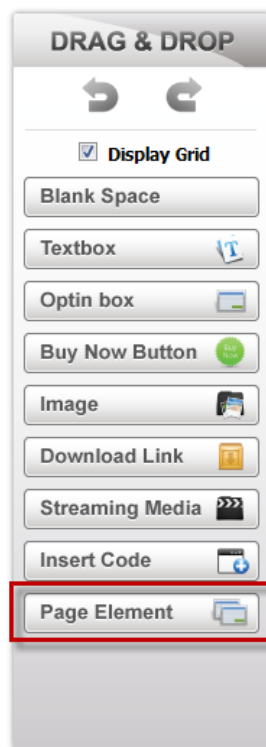 DRAG & DROP
Display Grid
Blank Space
Textbox
T
Optin box
Buy Now Button
Buy
Now
Image
Download Link
Streaming Media
Insert Code
Page Element